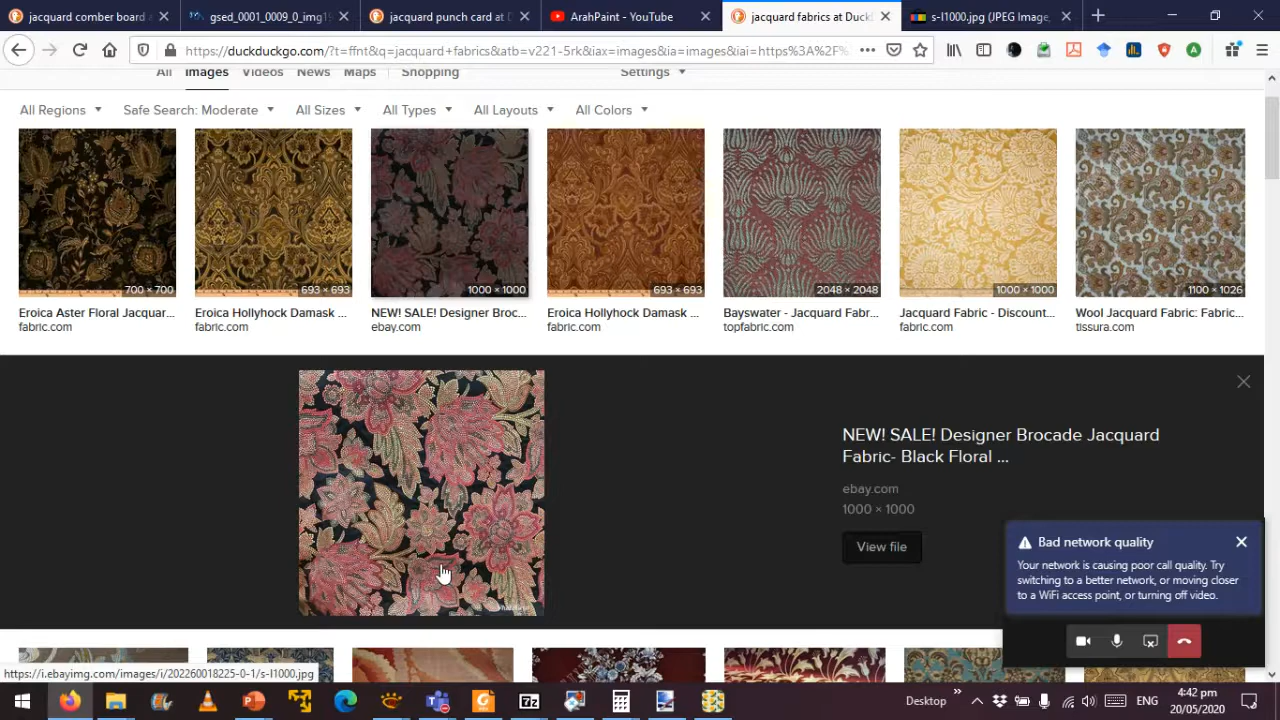 jacquard comber board a
gsed_0001_0009_0_img19
jacquard punch card at D
ArahPaint - YouTube
jacquard fabrics at Duck
s-l1000.jpg (JPEG Image,
https://duckduckgo.com/?t=ffnt&q=jacquard+fabrics&atb=v221-5rk&iax=images&ia=images&iai=https%3A%2F%
All Images Videos News Maps Shopping Settings
All Regions Safe Search: Moderate All Sizes All Types All Layouts All Colors
700 × 700
693 × 693
1000 × 1000
693 × 693
2048 × 2048
1000 × 1000
1100 × 1026
Eroica Aster Floral Jacquar...
fabric.com
Eroica Hollyhock Damask ...
fabric.com
NEW! SALE! Designer Broc...
ebay.com
Eroica Hollyhock Damask ...
fabric.com
Bayswater - Jacquard Fabr...
topfabric.com
Jacquard Fabric - Discount...
fabric.com
Wool Jacquard Fabric: Fabric...
tissura.com
NEW! SALE! Designer Brocade Jacquard
Fabric- Black Floral ...
ebay.com
1000 × 1000
View file
Bad network quality
Your network is causing poor call quality. Try
switching to a better network, or moving closer
to a WiFi access point, or turning off video.
https://i.ebayimg.com/images/i/202260018225-0-1/s-l1000.jpg
Desktop
ENG
4:42 pm
20/05/2020